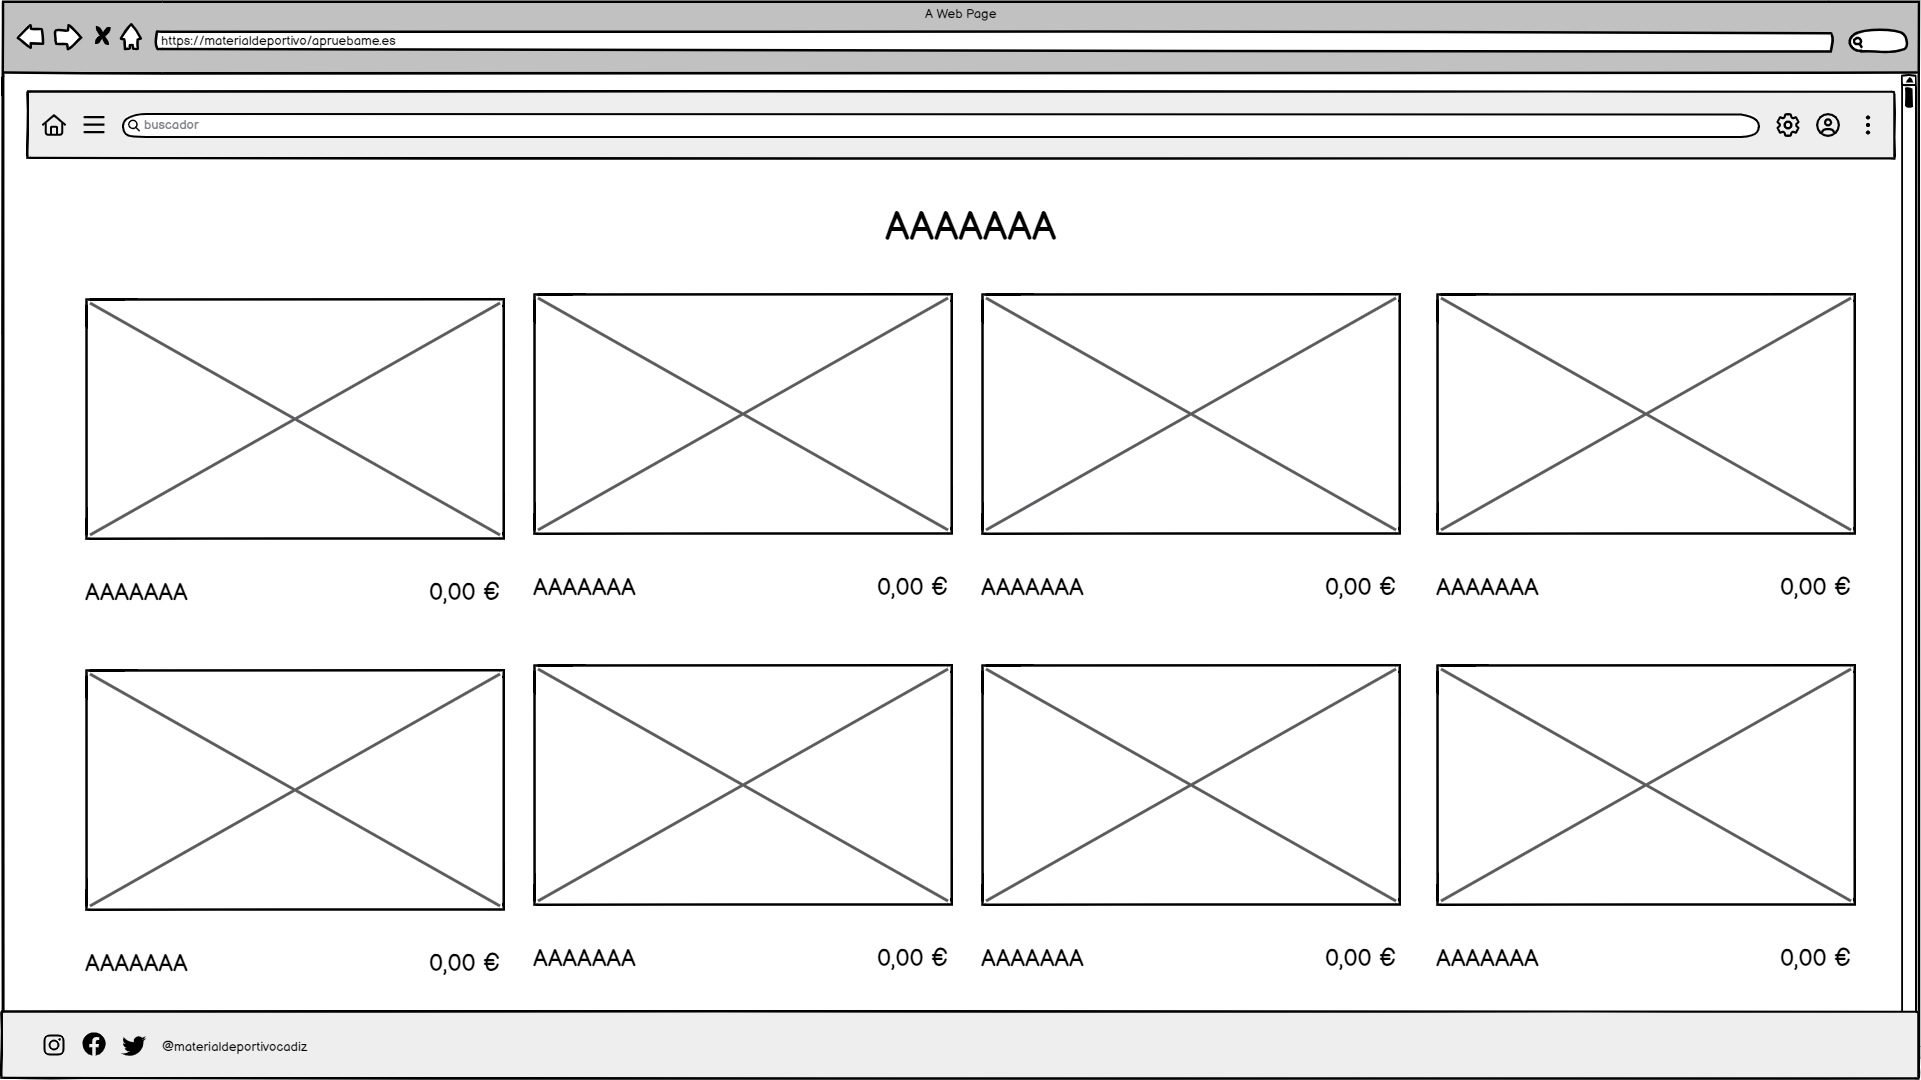 A Web Page
https://materialdeportivo/apruebame.es
buscador
AAAAAAA
AAAAAAA 0,00 € AAAAAAA 0,00 € AAAAAAA 0,00 € AAAAAAA 0,00 €
AAAAAAA 0,00 € AAAAAAA 0,00 € AAAAAAA 0,00 € AAAAAAA 0,00 €
@materialdeportivocadiz